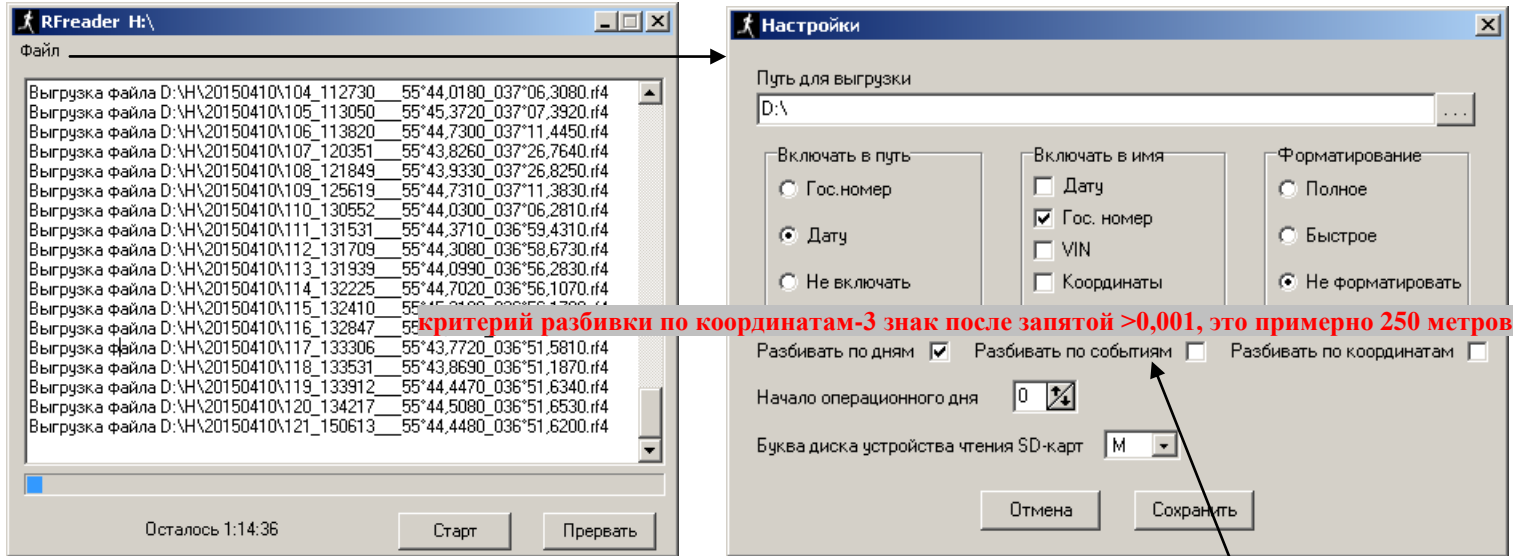 RFreader H:\
Файл
Выгрузка файла D:\H\20150410\104_112730___55°44,0180_037°06,3080.rf4
Выгрузка файла D:\H\20150410\105_113050___55°45,3720_037°07,3920.rf4
Выгрузка файла D:\H\20150410\106_113820___55°44,7300_037°11,4450.rf4
Выгрузка файла D:\H\20150410\107_120351___55°43,8260_037°26,7640.rf4
Выгрузка файла D:\H\20150410\108_121849___55°43,9330_037°26,8250.rf4
Выгрузка файла D:\H\20150410\109_125619___55°44,7310_037°11,3830.rf4
Выгрузка файла D:\H\20150410\110_130552___55°44,0300_037°06,2810.rf4
Выгрузка файла D:\H\20150410\111_131531___55°44,3710_036°59,4310.rf4
Выгрузка файла D:\H\20150410\112_131709___55°44,3080_036°58,6730.rf4
Выгрузка файла D:\H\20150410\113_131939___55°44,0990_036°56,2830.rf4
Выгрузка файла D:\H\20150410\114_132225___55°44,7020_036°56,1070.rf4
Выгрузка файла D:\H\20150410\115_132410
Выгрузка файла D:\H\20150410\116_132847___55
Выгрузка файла D:\H\20150410\117_133306___55°43,7720_036°51,5810.rf4
Выгрузка файла D:\H\20150410\118_133531___55°43,8690_036°51,1870.rf4
Выгрузка файла D:\H\20150410\119_133912___55°44,4470_036°51,6340.rf4
Выгрузка файла D:\H\20150410\120_134217___55°44,5080_036°51,6530.rf4
Выгрузка файла D:\H\20150410\121_150613___55°44,4480_036°51,6200.rf4
Осталось 1:14:36
Старт
Прервать
Настройки
Путь для выгрузки
D:\
...
Включать в путь
Гос.номер
Дату
Не включать
Включать в имя
Дату
Гос. номер
VIN
Координаты
Форматирование
Полное
Быстрое
Не форматировать
критерий разбивки по координатам-3 знак после запятой >0,001, это примерно 250 метров
Разбивать по дням Разбивать по событиям Разбивать по координатам
Начало операционного дня 0
Буква диска устройства чтения SD-карт M
Отмена
Сохранить